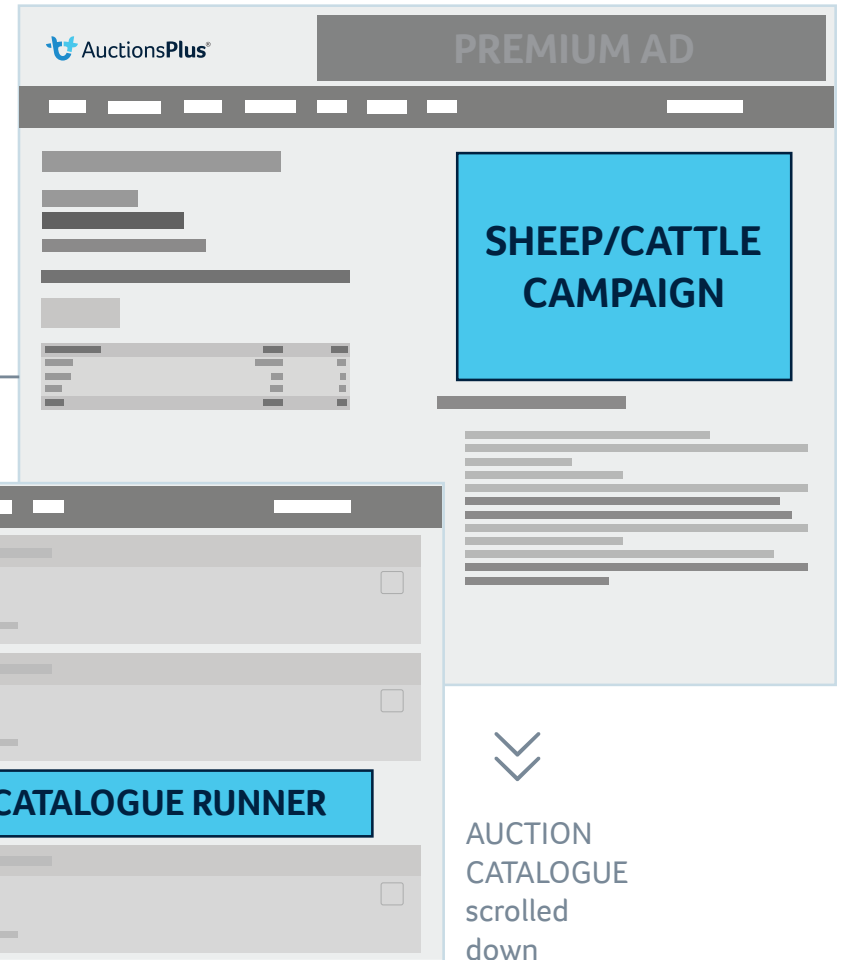 AuctionsPlus®
PREMIUM AD
SHEEP/CATTLE
CAMPAIGN
CATALOGUE RUNNER
AUCTION
CATALOGUE
scrolled
down